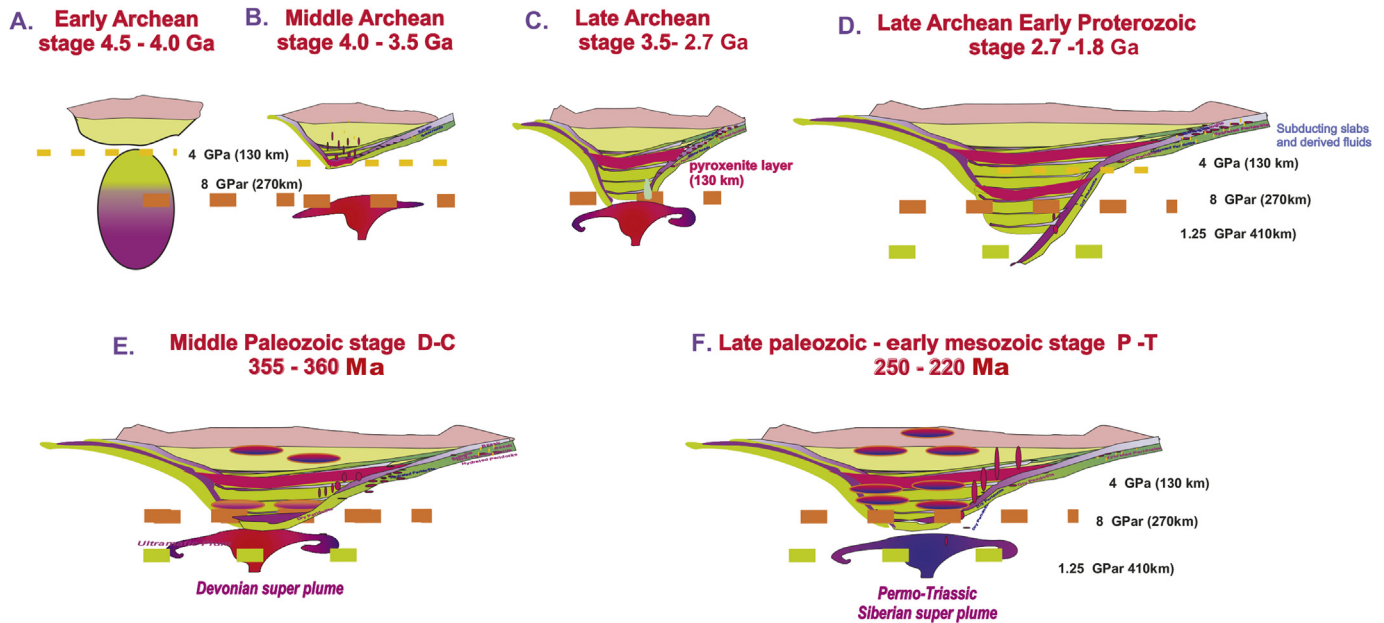 A.
Early Archean
stage 4.5 - 4.0 Ga
B.
Middle Archean
stage 4.0 - 3.5 Ga
C.
Late Archean
stage 3.5- 2.7 Ga
D.
Late Archean Early Proterozoic
stage 2.7 -1.8 Ga
4 GPa (130 km)
8 GPar (270km)
pyroxenite layer
(130 km)
Subducting slabs
and derived fluids
4 GPa (130 km)
8 GPar (270km)
1.25 GPar 410km)
E.
Middle Paleozoic stage D-C
355 - 360 Ma
F.
Late paleozoic - early mesozoic stage P -T
250 - 220 Ma
Hydrated peridotite
Devonian super plume
4 GPa (130 km)
8 GPar (270km)
1.25 GPar 410km)
Permo-Triassic
Siberian super plume